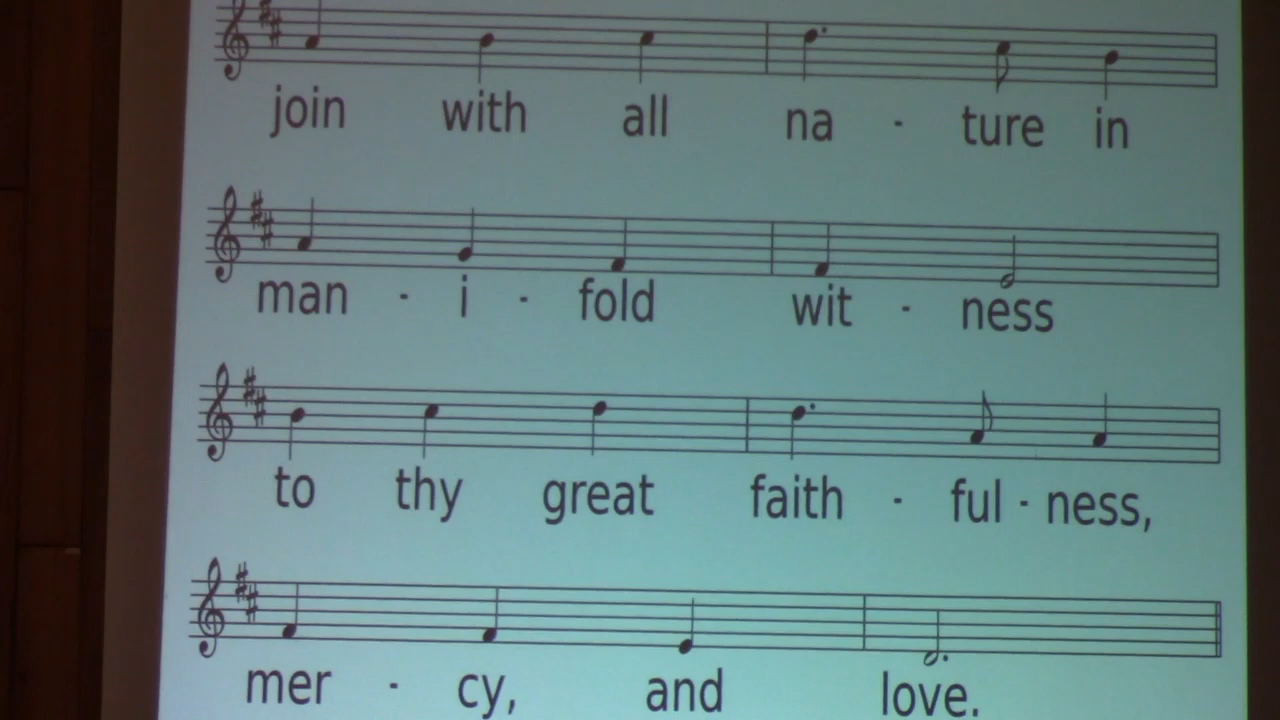 join with all na - ture in
man - i - fold wit - ness
to thy great faith - ful - ness,
mer - cy, and love.